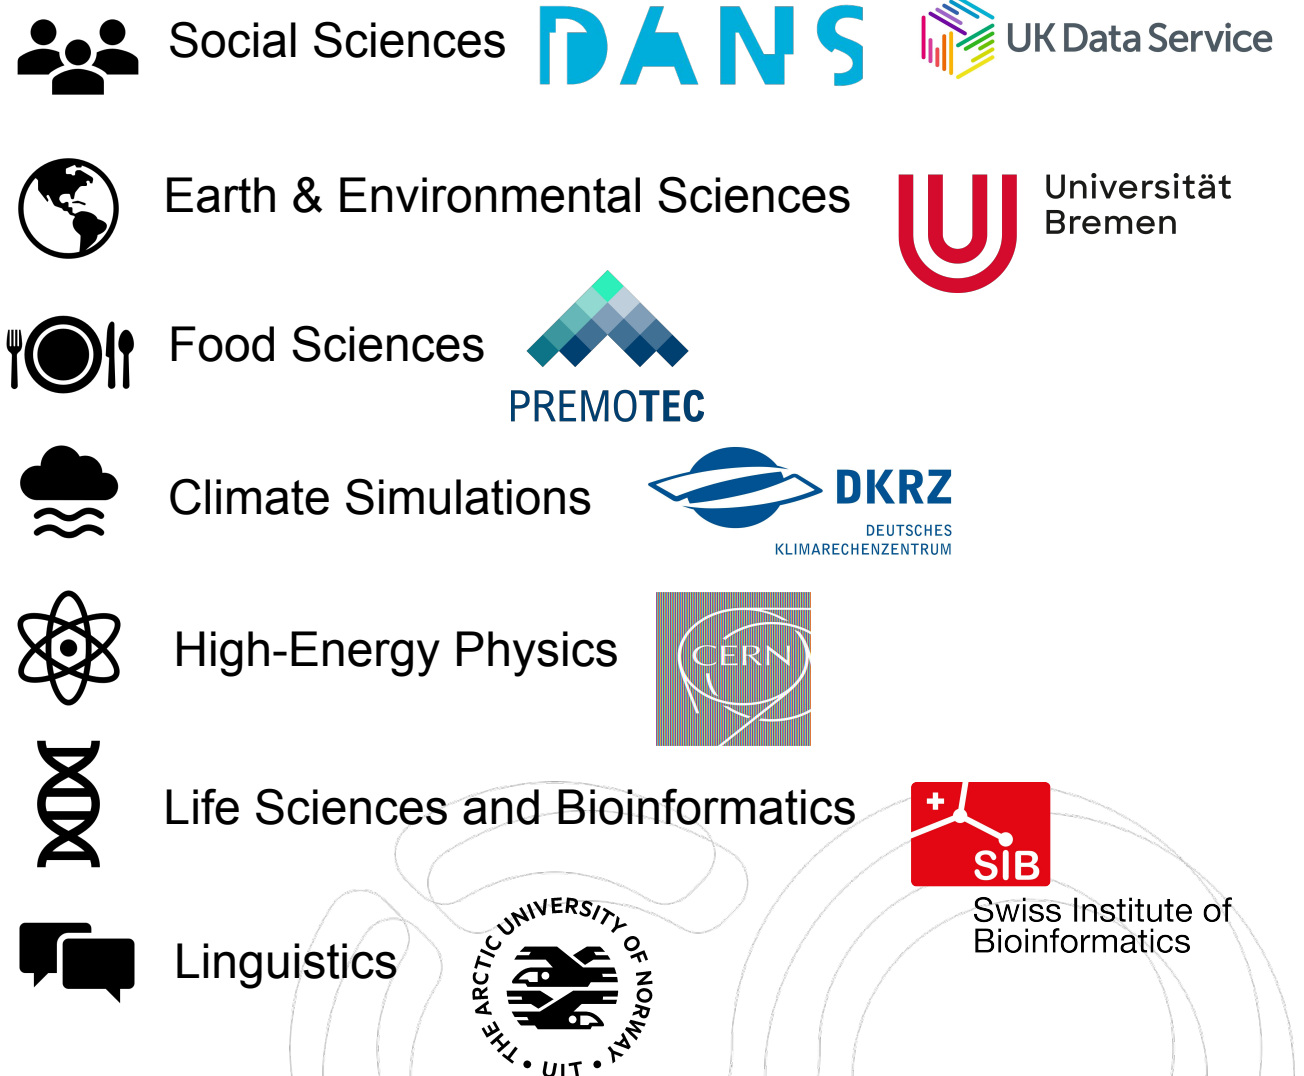 Social Sciences
DANS
UK Data Service
Earth & Environmental Sciences
Universität
Bremen
Food Sciences
PREMOTEC
Climate Simulations
DKRZ
DEUTSCHES
KLIMARECHENZENTRUM
High-Energy Physics
CERN
Life Sciences and Bioinformatics
SIB
Swiss Institute of
Bioinformatics
Linguistics
THE ARCTIC UNIVERSITY OF NORWAY • UIT •